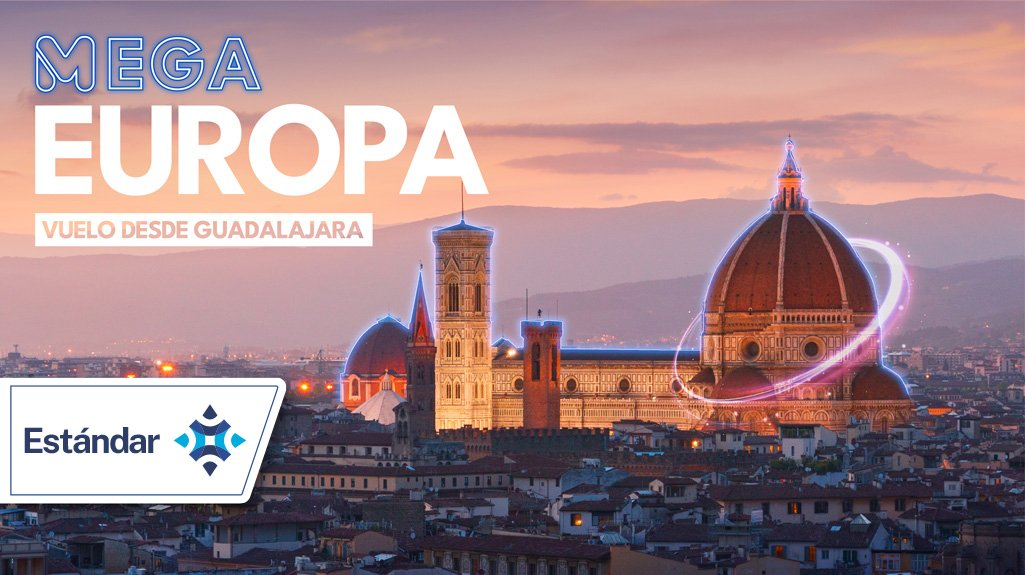 MEGA
EUROPA
VUELO DESDE GUADALAJARA
Estándar